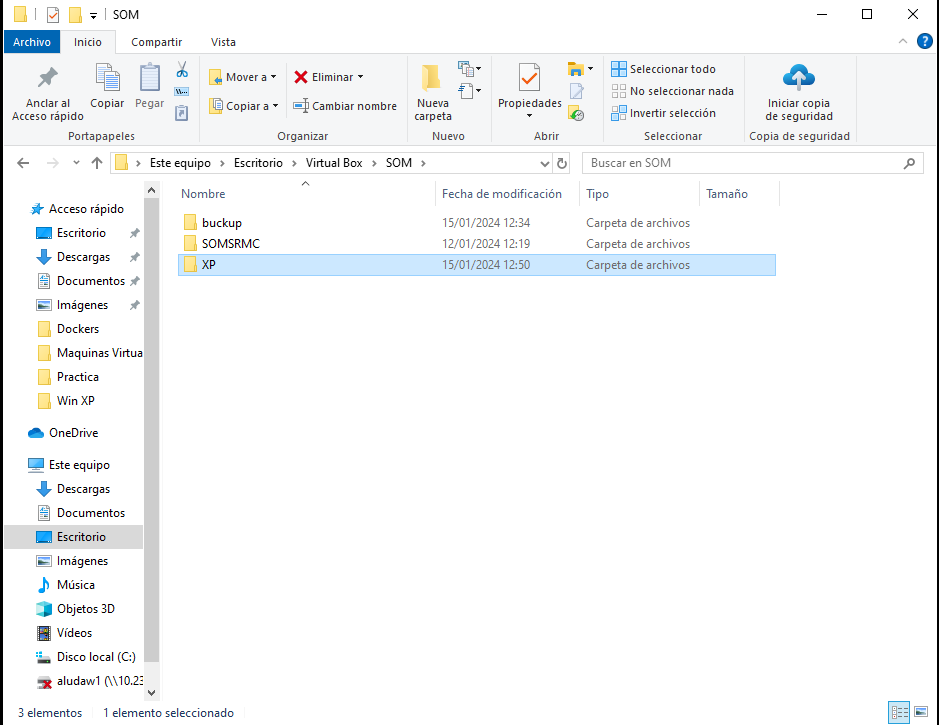 SOM
Archivo Inicio Compartir Vista
Anclar al Acceso rápido
Copiar
Pegar
Portapapeles
Mover a
Copiar a
Eliminar
Cambiar nombre
Organizar
Nueva carpeta
Nuevo
Propiedades
Abrir
Seleccionar todo
No seleccionar nada
Invertir selección
Seleccionar
Iniciar copia de seguridad
Copia de seguridad
Este equipo > Escritorio > Virtual Box > SOM >
Buscar en SOM
Acceso rápido
Escritorio
Descargas
Documentos
Imágenes
Dockers
Maquinas Virtua
Practica
Win XP
OneDrive
Este equipo
Descargas
Documentos
Escritorio
Imágenes
Música
Objetos 3D
Vídeos
Disco local (C:)
aludaw1 (\\10.23
Nombre Fecha de modificación Tipo Tamaño
buckup 15/01/2024 12:34 Carpeta de archivos
SOMSRMC 12/01/2024 12:19 Carpeta de archivos
XP 15/01/2024 12:50 Carpeta de archivos
3 elementos 1 elemento seleccionado